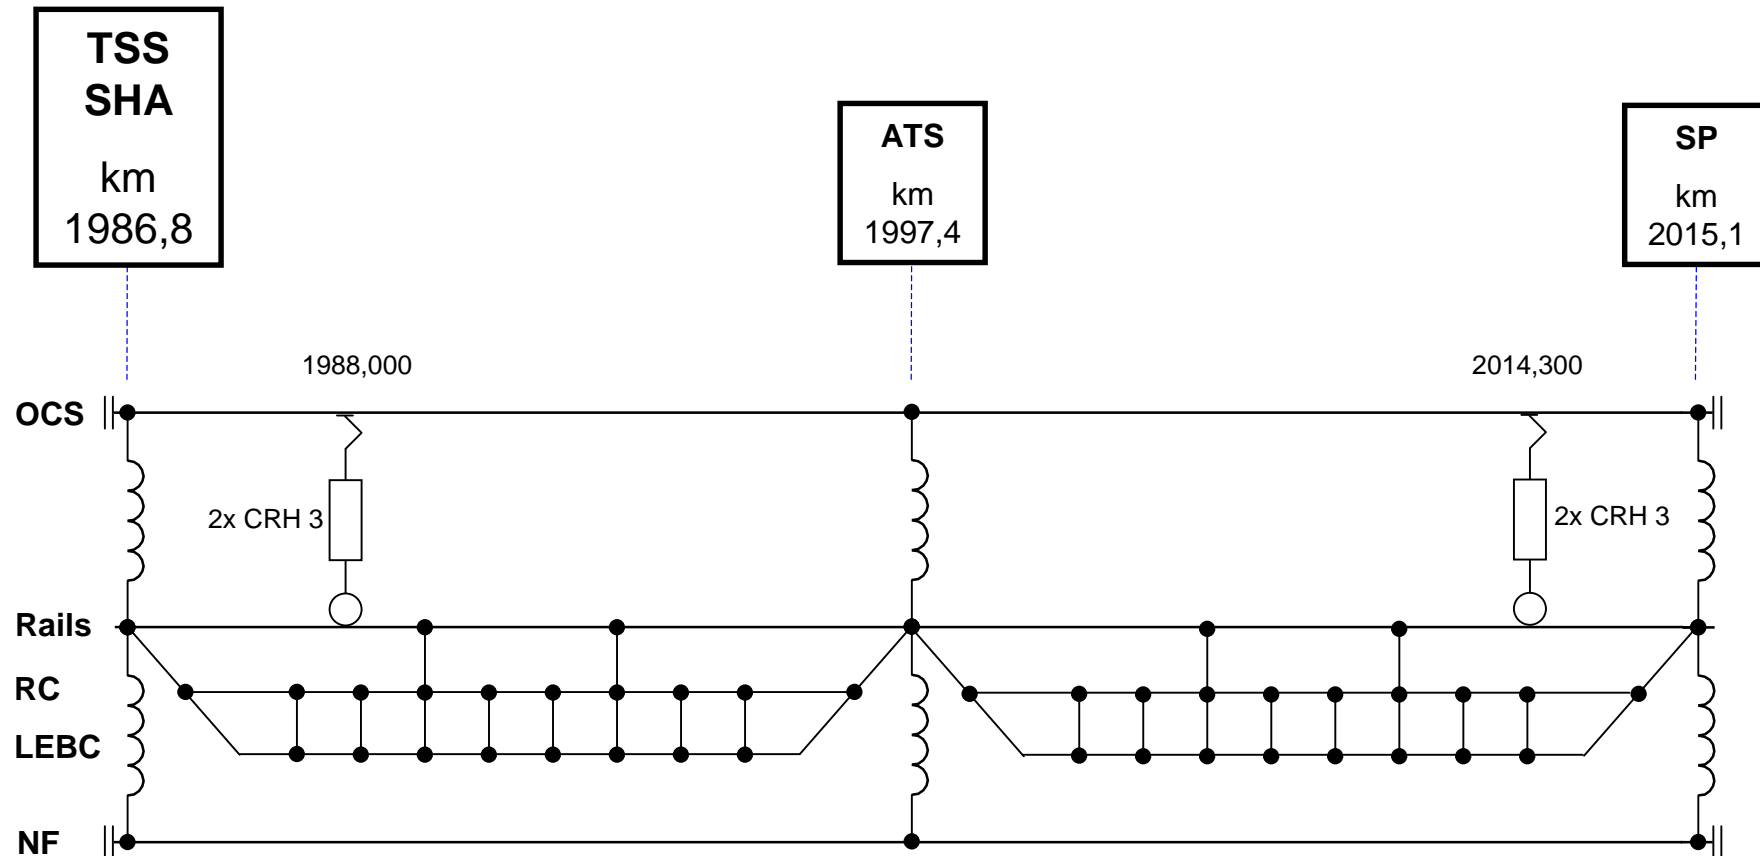 TSS
SHA
km
1986,8
ATS
km
1997,4
SP
km
2015,1
1988,000
2014,300
OCS
2x CRH 3
2x CRH 3
Rails
RC
LEBC
NF